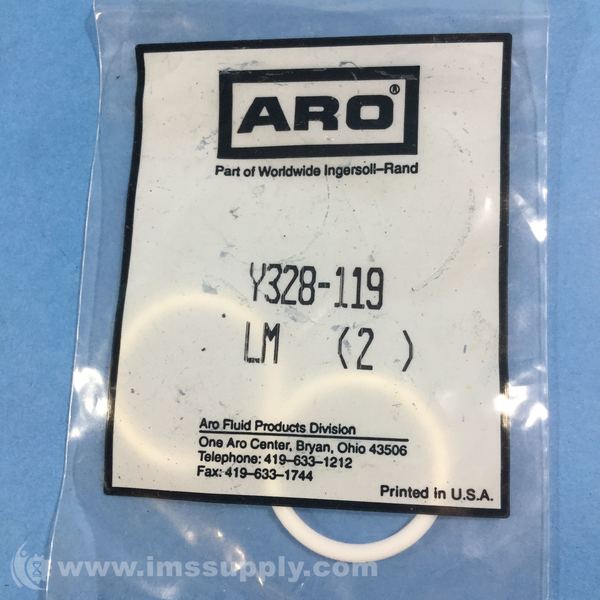 ARO®
Part of Worldwide Ingersoll-Rand
Y328-119
LM (2)
Aro Fluid Products Division
One Aro Center, Bryan, Ohio 43506
Telephone: 419-633-1212
Fax: 419-633-1744
Printed in U.S.A.
www.imssupply.com